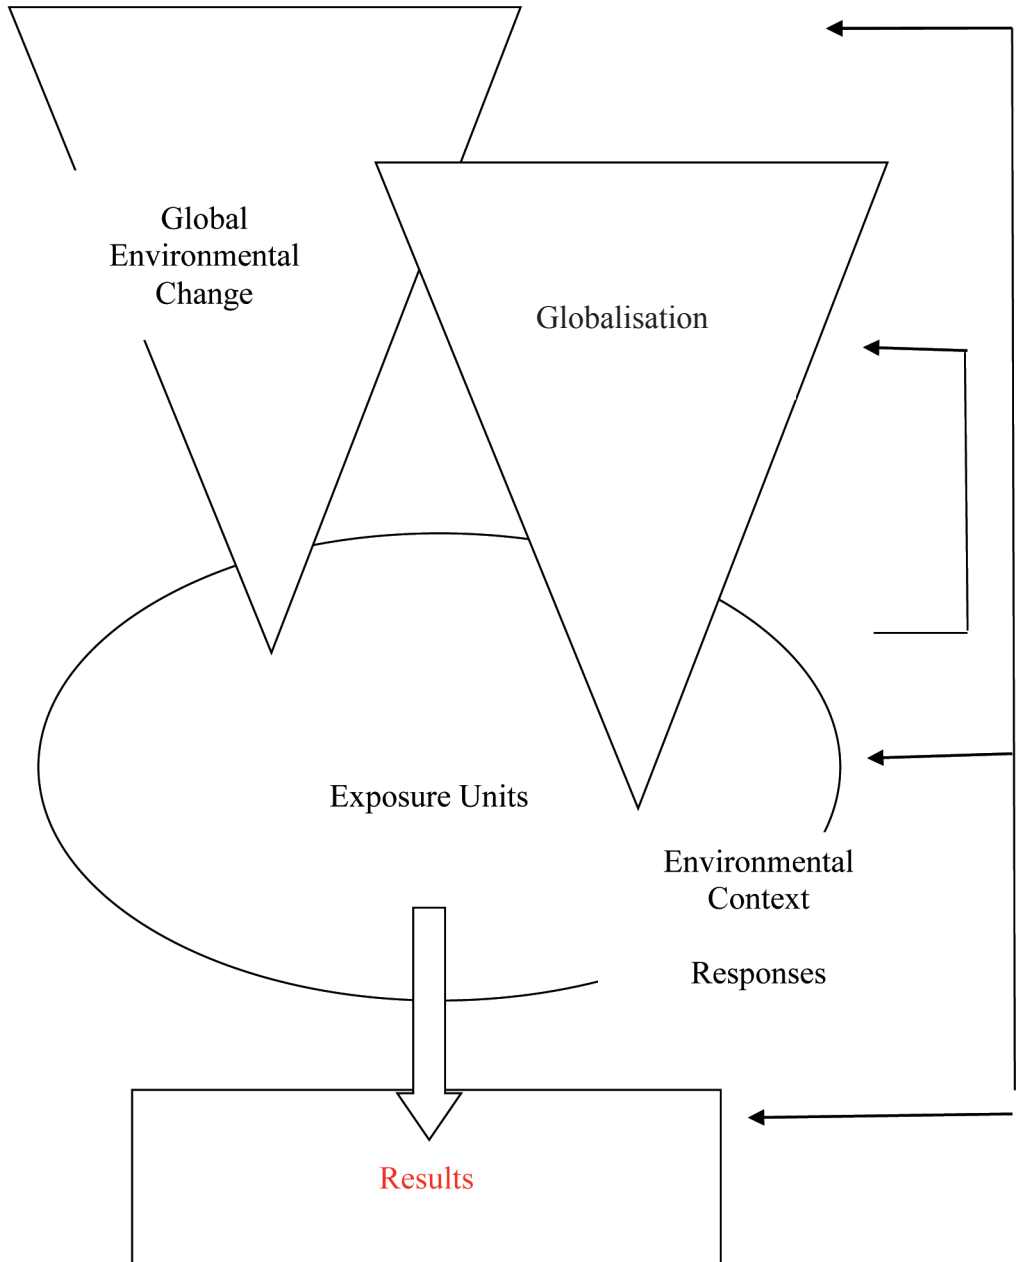 Global
Environmental
Change
Globalisation
Exposure Units
Environmental
Context
Responses
Results